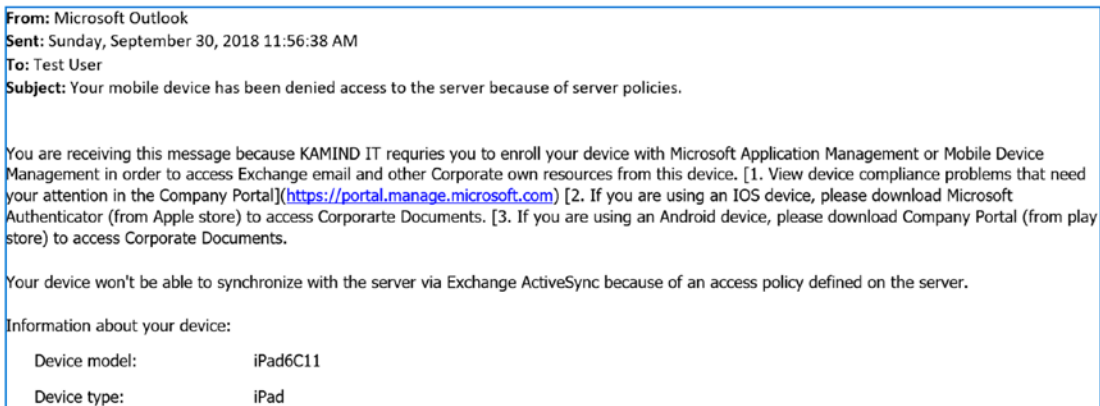 From: Microsoft Outlook
Sent: Sunday, September 30, 2018 11:56:38 AM
To: Test User
Subject: Your mobile device has been denied access to the server because of server policies.
You are receiving this message because KAMIND IT requries you to enroll your device with Microsoft Application Management or Mobile Device
Management in order to access Exchange email and other Corporate own resources from this device. [1. View device compliance problems that need
your attention in the Company Portal](https://portal.manage.microsoft.com) [2. If you are using an IOS device, please download Microsoft
Authenticator (from Apple store) to access Corporarte Documents. [3. If you are using an Android device, please download Company Portal (from play
store) to access Corporate Documents.
Your device won't be able to synchronize with the server via Exchange ActiveSync because of an access policy defined on the server.
Information about your device:
Device model: iPad6C11
Device type: iPad